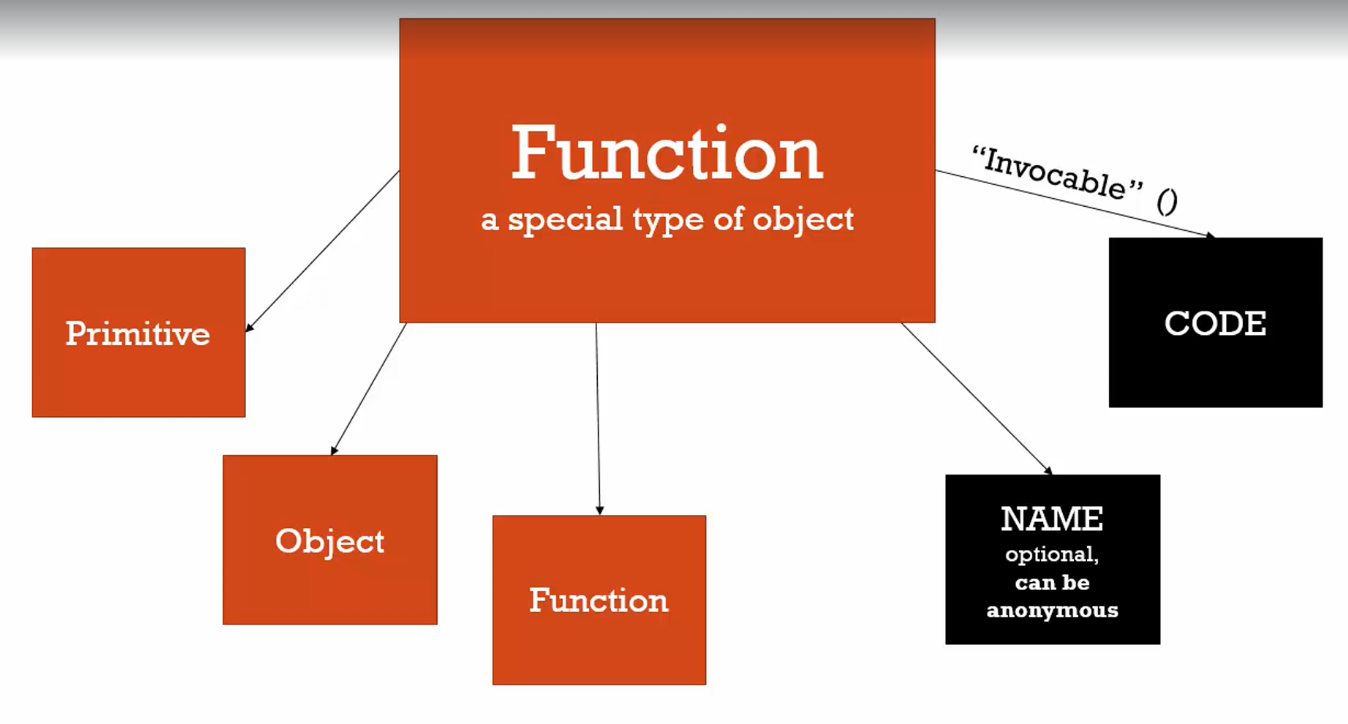 Function
a special type of object
“Invocable” ()
Primitive
CODE
Object
Function
NAME
optional,
can be
anonymous